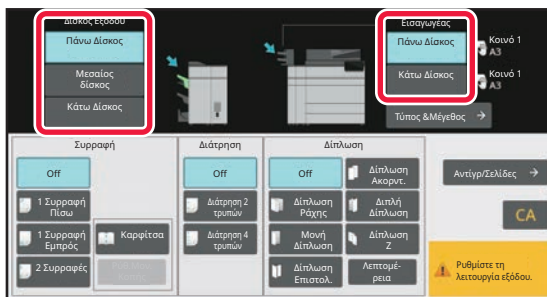 Δίσκος Εξόδου
Πάνω Δίσκος
Μεσαίος
δίσκος
Κάτω Δίσκος
Εισαγωγέας
Πάνω Δίσκος
Κάτω Δίσκος
Κοινό 1
A3
Κοινό 1
A3
Τύπος &Μέγεθος
Συρραφή
Off
1 Συρραφή
Πίσω
1 Συρραφή
Εμπρός
2 Συρραφές
Καρφίτσα
Διάτρηση
Off
Διάτρηση 2
τρυπών
Διάτρηση 4
τρυπών
Δίπλωση
Off
Δίπλωση
Ράχης
Μονή
Δίπλωση
Δίπλωση
Επιστολ.
Δίπλωση
Ακορντ.
Διπλή
Δίπλωση
Δίπλωση
Z
Λεπτομέ-
ρεια
Αντίγρ/Σελίδες
CA
Ρυθμίστε τη
λειτουργία εξόδου.